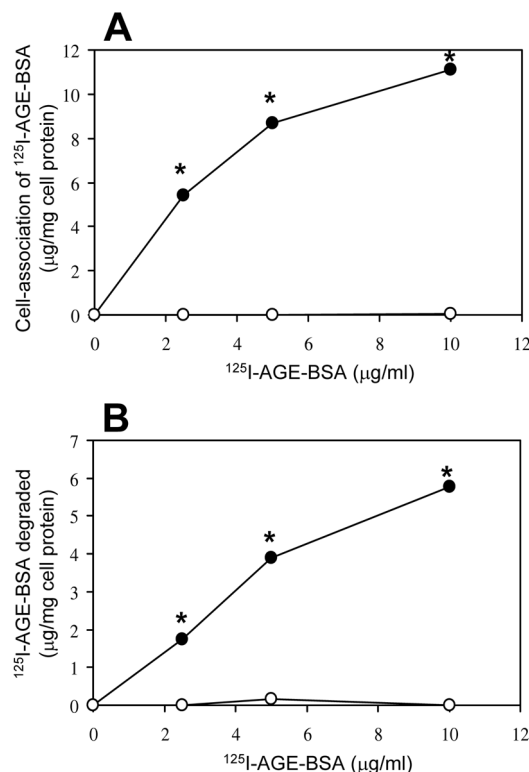 A
12
10
8
6
4
2
0
Cell-association of ¹²⁵I-AGE-BSA
(μg/mg cell protein)
*
*
*
0 2 4 6 8 10 12
¹²⁵I-AGE-BSA (μg/ml)
B
7
6
5
4
3
2
1
0
¹²⁵I-AGE-BSA degraded
(μg/mg cell protein)
*
*
*
0 2 4 6 8 10 12
¹²⁵I-AGE-BSA (μg/ml)